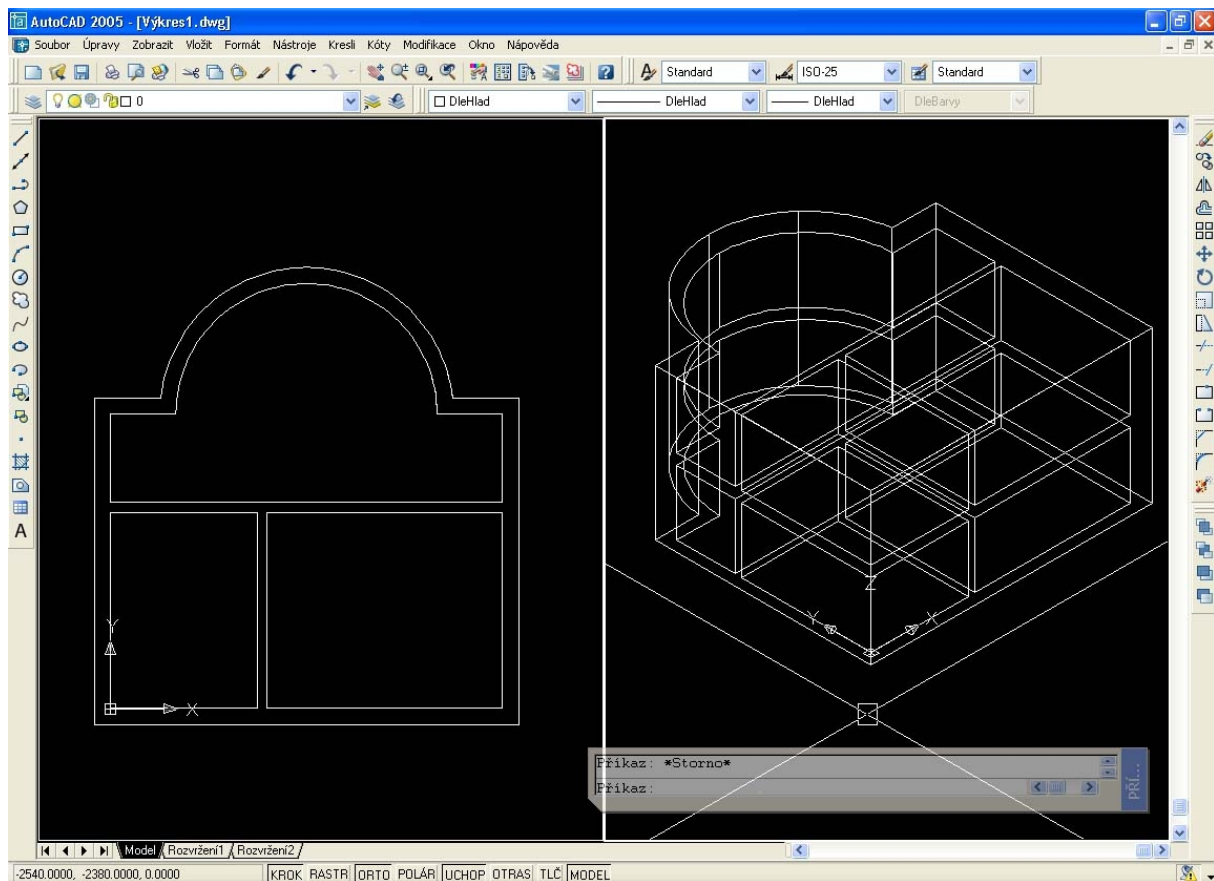 AutoCAD 2005 - [Výkres1.dwg]
Soubor Úpravy Zobrazit Vložit Formát Nástroje Kresli Kóty Modifikace Okno Nápověda
Standard ISO-25 Standard
0 DleHlad DleHlad DleHlad DleBarvy
Z
Y X
Y
X
Příkaz: *Storno*
Příkaz:
PŘÍ...
A
Model Rozvržení1 Rozvržení2
-2540.0000, -2380.0000, 0.0000 KROK RASTR ORTO POLÁR UCHOP OTRAS TLČ MODEL